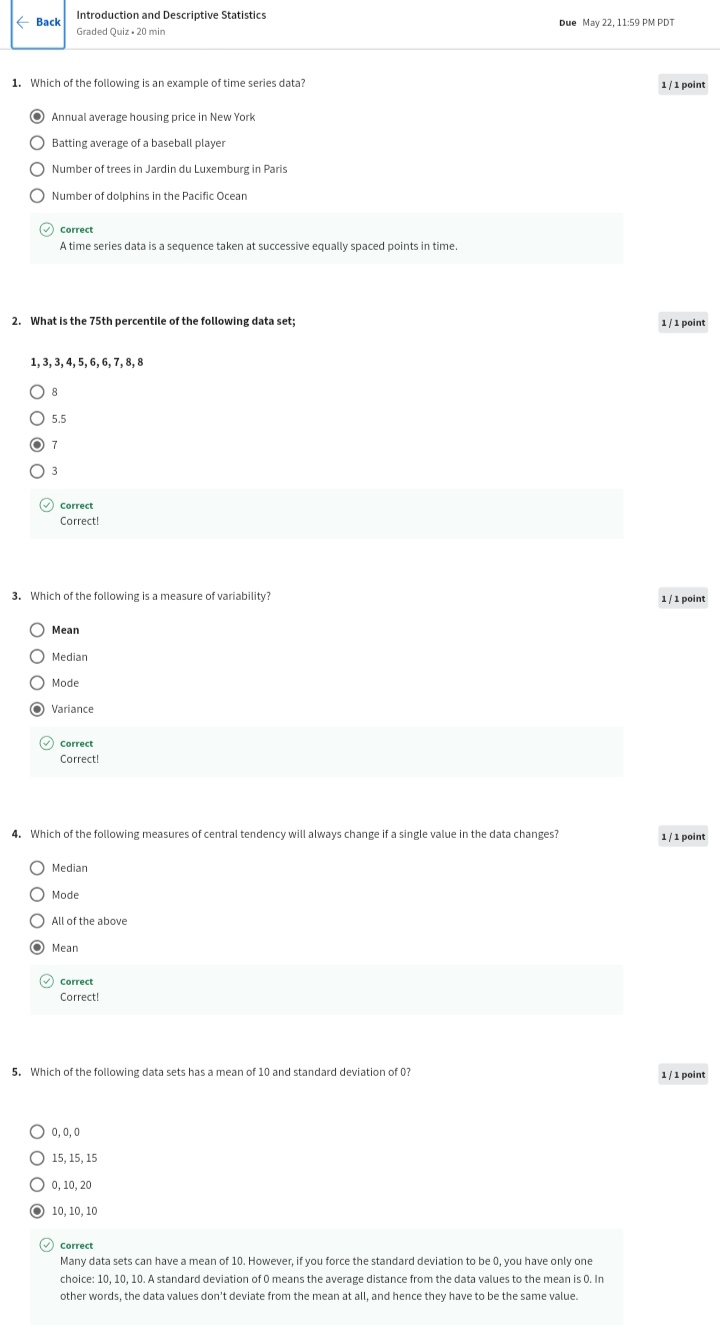 Back
Introduction and Descriptive Statistics
Graded Quiz • 20 min
Due May 22, 11:59 PM PDT
1. Which of the following is an example of time series data?
1 / 1 point
Annual average housing price in New York
Batting average of a baseball player
Number of trees in Jardin du Luxemburg in Paris
Number of dolphins in the Pacific Ocean
Correct
A time series data is a sequence taken at successive equally spaced points in time.
2. What is the 75th percentile of the following data set;
1 / 1 point
1, 3, 3, 4, 5, 6, 6, 7, 8, 8
8
5.5
7
3
Correct
Correct!
3. Which of the following is a measure of variability?
1 / 1 point
Mean
Median
Mode
Variance
Correct
Correct!
4. Which of the following measures of central tendency will always change if a single value in the data changes?
1 / 1 point
Median
Mode
All of the above
Mean
Correct
Correct!
5. Which of the following data sets has a mean of 10 and standard deviation of 0?
1 / 1 point
0, 0, 0
15, 15, 15
0, 10, 20
10, 10, 10
Correct
Many data sets can have a mean of 10. However, if you force the standard deviation to be 0, you have only one
choice: 10, 10, 10. A standard deviation of 0 means the average distance from the data values to the mean is 0. In
other words, the data values don't deviate from the mean at all, and hence they have to be the same value.